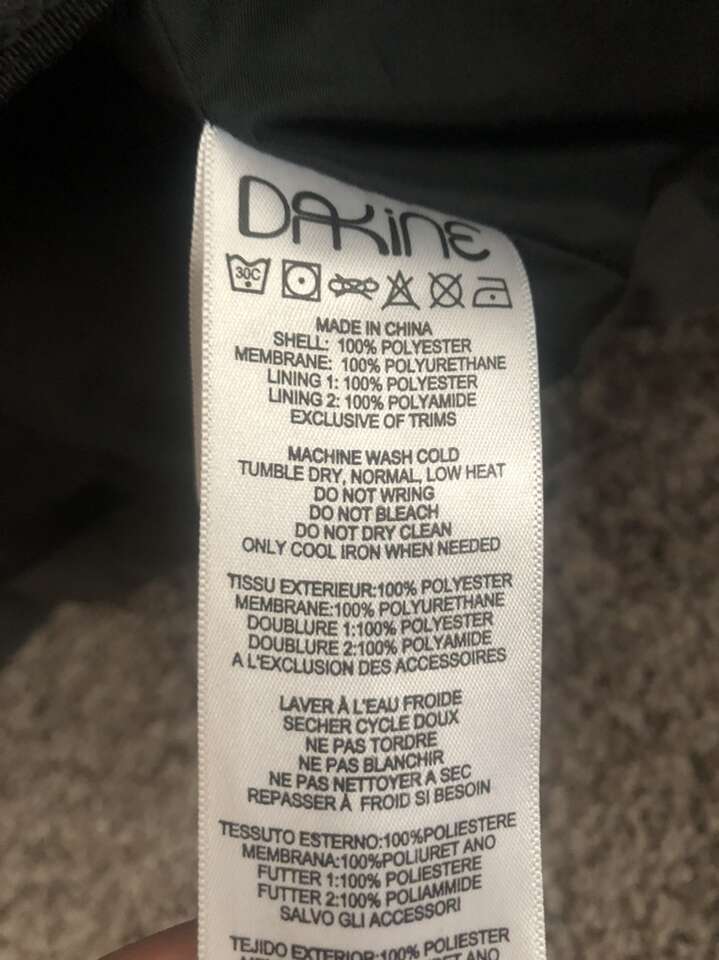 DAKINE
30C
MADE IN CHINA
SHELL: 100% POLYESTER
MEMBRANE: 100% POLYURETHANE
LINING 1: 100% POLYESTER
LINING 2: 100% POLYAMIDE
EXCLUSIVE OF TRIMS
MACHINE WASH COLD
TUMBLE DRY, NORMAL, LOW HEAT
DO NOT WRING
DO NOT BLEACH
DO NOT DRY CLEAN
ONLY COOL IRON WHEN NEEDED
TISSU EXTERIEUR:100% POLYESTER
MEMBRANE:100% POLYURETHANE
DOUBLURE 1:100% POLYESTER
DOUBLURE 2:100% POLYAMIDE
A L'EXCLUSION DES ACCESSOIRES
LAVER À L'EAU FROIDE
SECHER CYCLE DOUX
NE PAS TORDRE
NE PAS BLANCHIR
NE PAS NETTOYER A SEC
REPASSER À FROID SI BESOIN
TESSUTO ESTERNO:100%POLIESTERE
MEMBRANA:100%POLIURET ANO
FUTTER 1:100% POLIESTERE
FUTTER 2:100% POLIAMMIDE
SALVO GLI ACCESSORI
TEJIDO EXTERIOR:100% POLIESTER